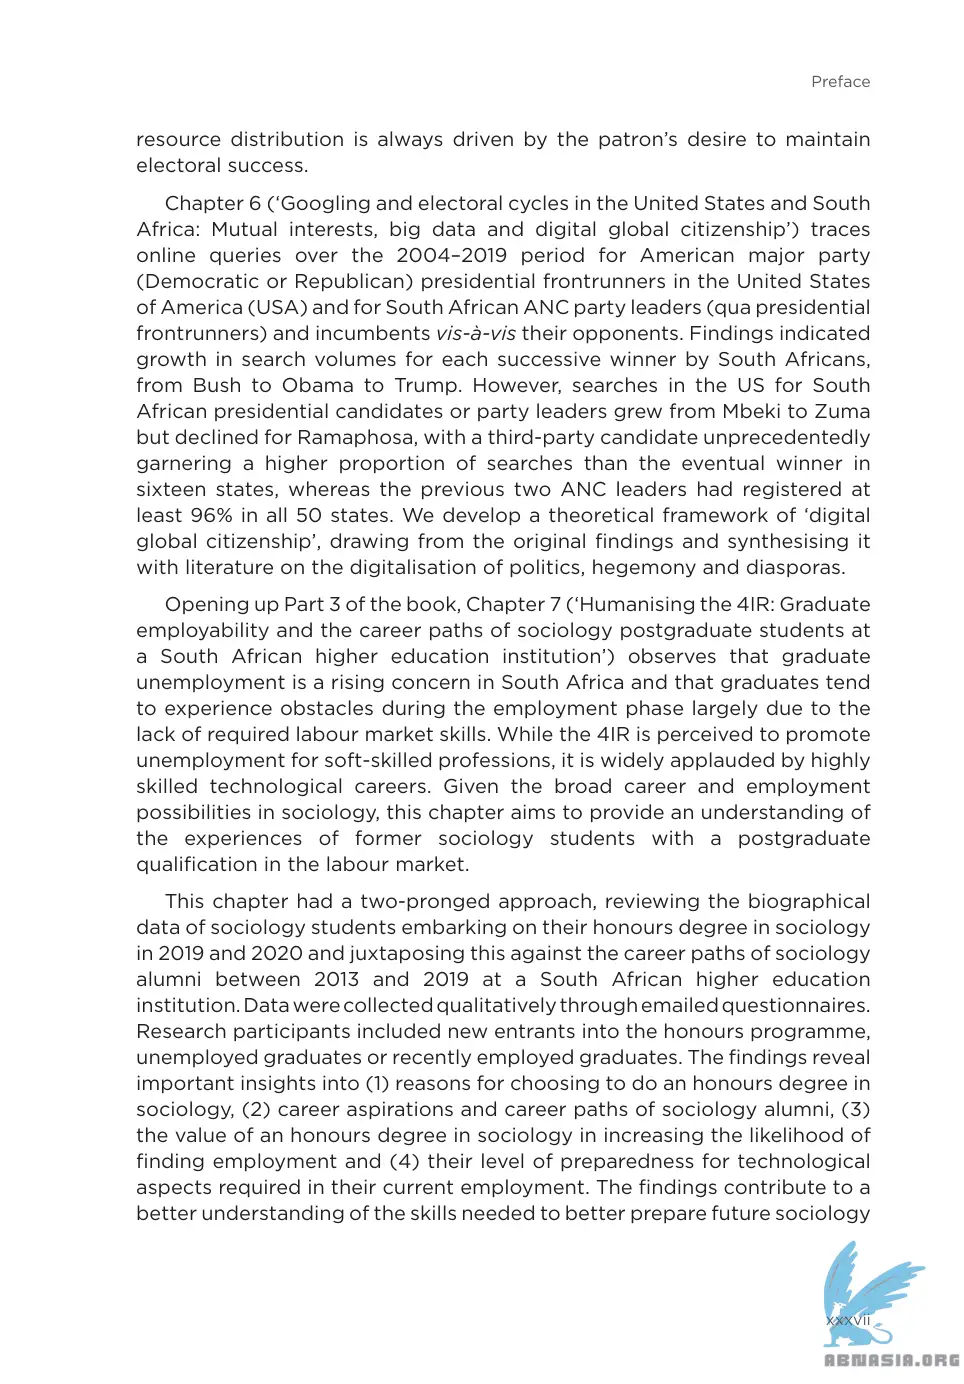 Preface
resource distribution is always driven by the patron’s desire to maintain
electoral success.
Chapter 6 (‘Googling and electoral cycles in the United States and South
Africa: Mutual interests, big data and digital global citizenship’) traces
online queries over the 2004–2019 period for American major party
(Democratic or Republican) presidential frontrunners in the United States
of America (USA) and for South African ANC party leaders (qua presidential
frontrunners) and incumbents vis-à-vis their opponents. Findings indicated
growth in search volumes for each successive winner by South Africans,
from Bush to Obama to Trump. However, searches in the US for South
African presidential candidates or party leaders grew from Mbeki to Zuma
but declined for Ramaphosa, with a third-party candidate unprecedentedly
garnering a higher proportion of searches than the eventual winner in
sixteen states, whereas the previous two ANC leaders had registered at
least 96% in all 50 states. We develop a theoretical framework of ‘digital
global citizenship’, drawing from the original findings and synthesising it
with literature on the digitalisation of politics, hegemony and diasporas.
Opening up Part 3 of the book, Chapter 7 (‘Humanising the 4IR: Graduate
employability and the career paths of sociology postgraduate students at
a South African higher education institution’) observes that graduate
unemployment is a rising concern in South Africa and that graduates tend
to experience obstacles during the employment phase largely due to the
lack of required labour market skills. While the 4IR is perceived to promote
unemployment for soft-skilled professions, it is widely applauded by highly
skilled technological careers. Given the broad career and employment
possibilities in sociology, this chapter aims to provide an understanding of
the experiences of former sociology students with a postgraduate
qualification in the labour market.
This chapter had a two-pronged approach, reviewing the biographical
data of sociology students embarking on their honours degree in sociology
in 2019 and 2020 and juxtaposing this against the career paths of sociology
alumni between 2013 and 2019 at a South African higher education
institution. Data were collected qualitatively through emailed questionnaires.
Research participants included new entrants into the honours programme,
unemployed graduates or recently employed graduates. The findings reveal
important insights into (1) reasons for choosing to do an honours degree in
sociology, (2) career aspirations and career paths of sociology alumni, (3)
the value of an honours degree in sociology in increasing the likelihood of
finding employment and (4) their level of preparedness for technological
aspects required in their current employment. The findings contribute to a
better understanding of the skills needed to better prepare future sociology
xxxvii
ABNASIA.ORG